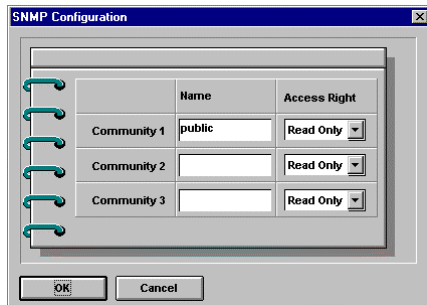 SNMP Configuration
Name Access Right
Community 1 public Read Only
Community 2 Read Only
Community 3 Read Only
OK Cancel